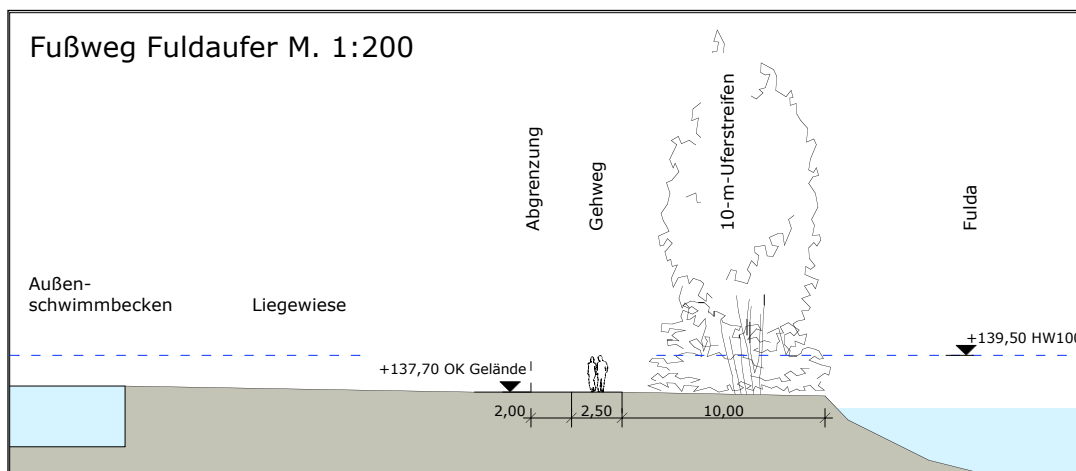 Fußweg Fuldaufer M. 1:200
Abgrenzung
Gehweg
10-m-Uferstreifen
Fulda
Außen-
schwimmbecken
Liegewiese
+139,50 HW100
+137,70 OK Gelände
2,00
2,50
10,00